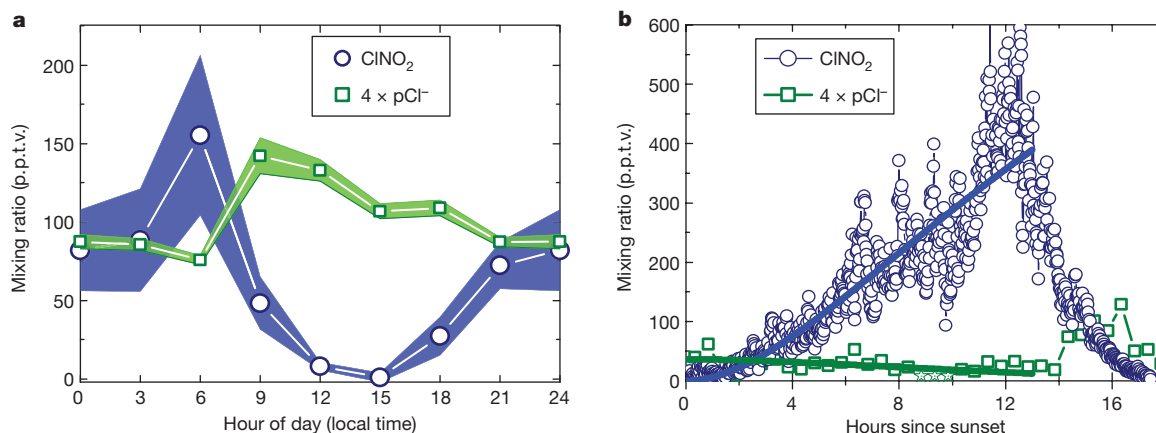 a
Mixing ratio (p.p.t.v.)
200
150
100
50
0
ClNO₂
4 × pCl⁻
0 3 6 9 12 15 18 21 24
Hour of day (local time)
b
Mixing ratio (p.p.t.v.)
600
500
400
300
200
100
0
ClNO₂
4 × pCl⁻
0 4 8 12 16
Hours since sunset